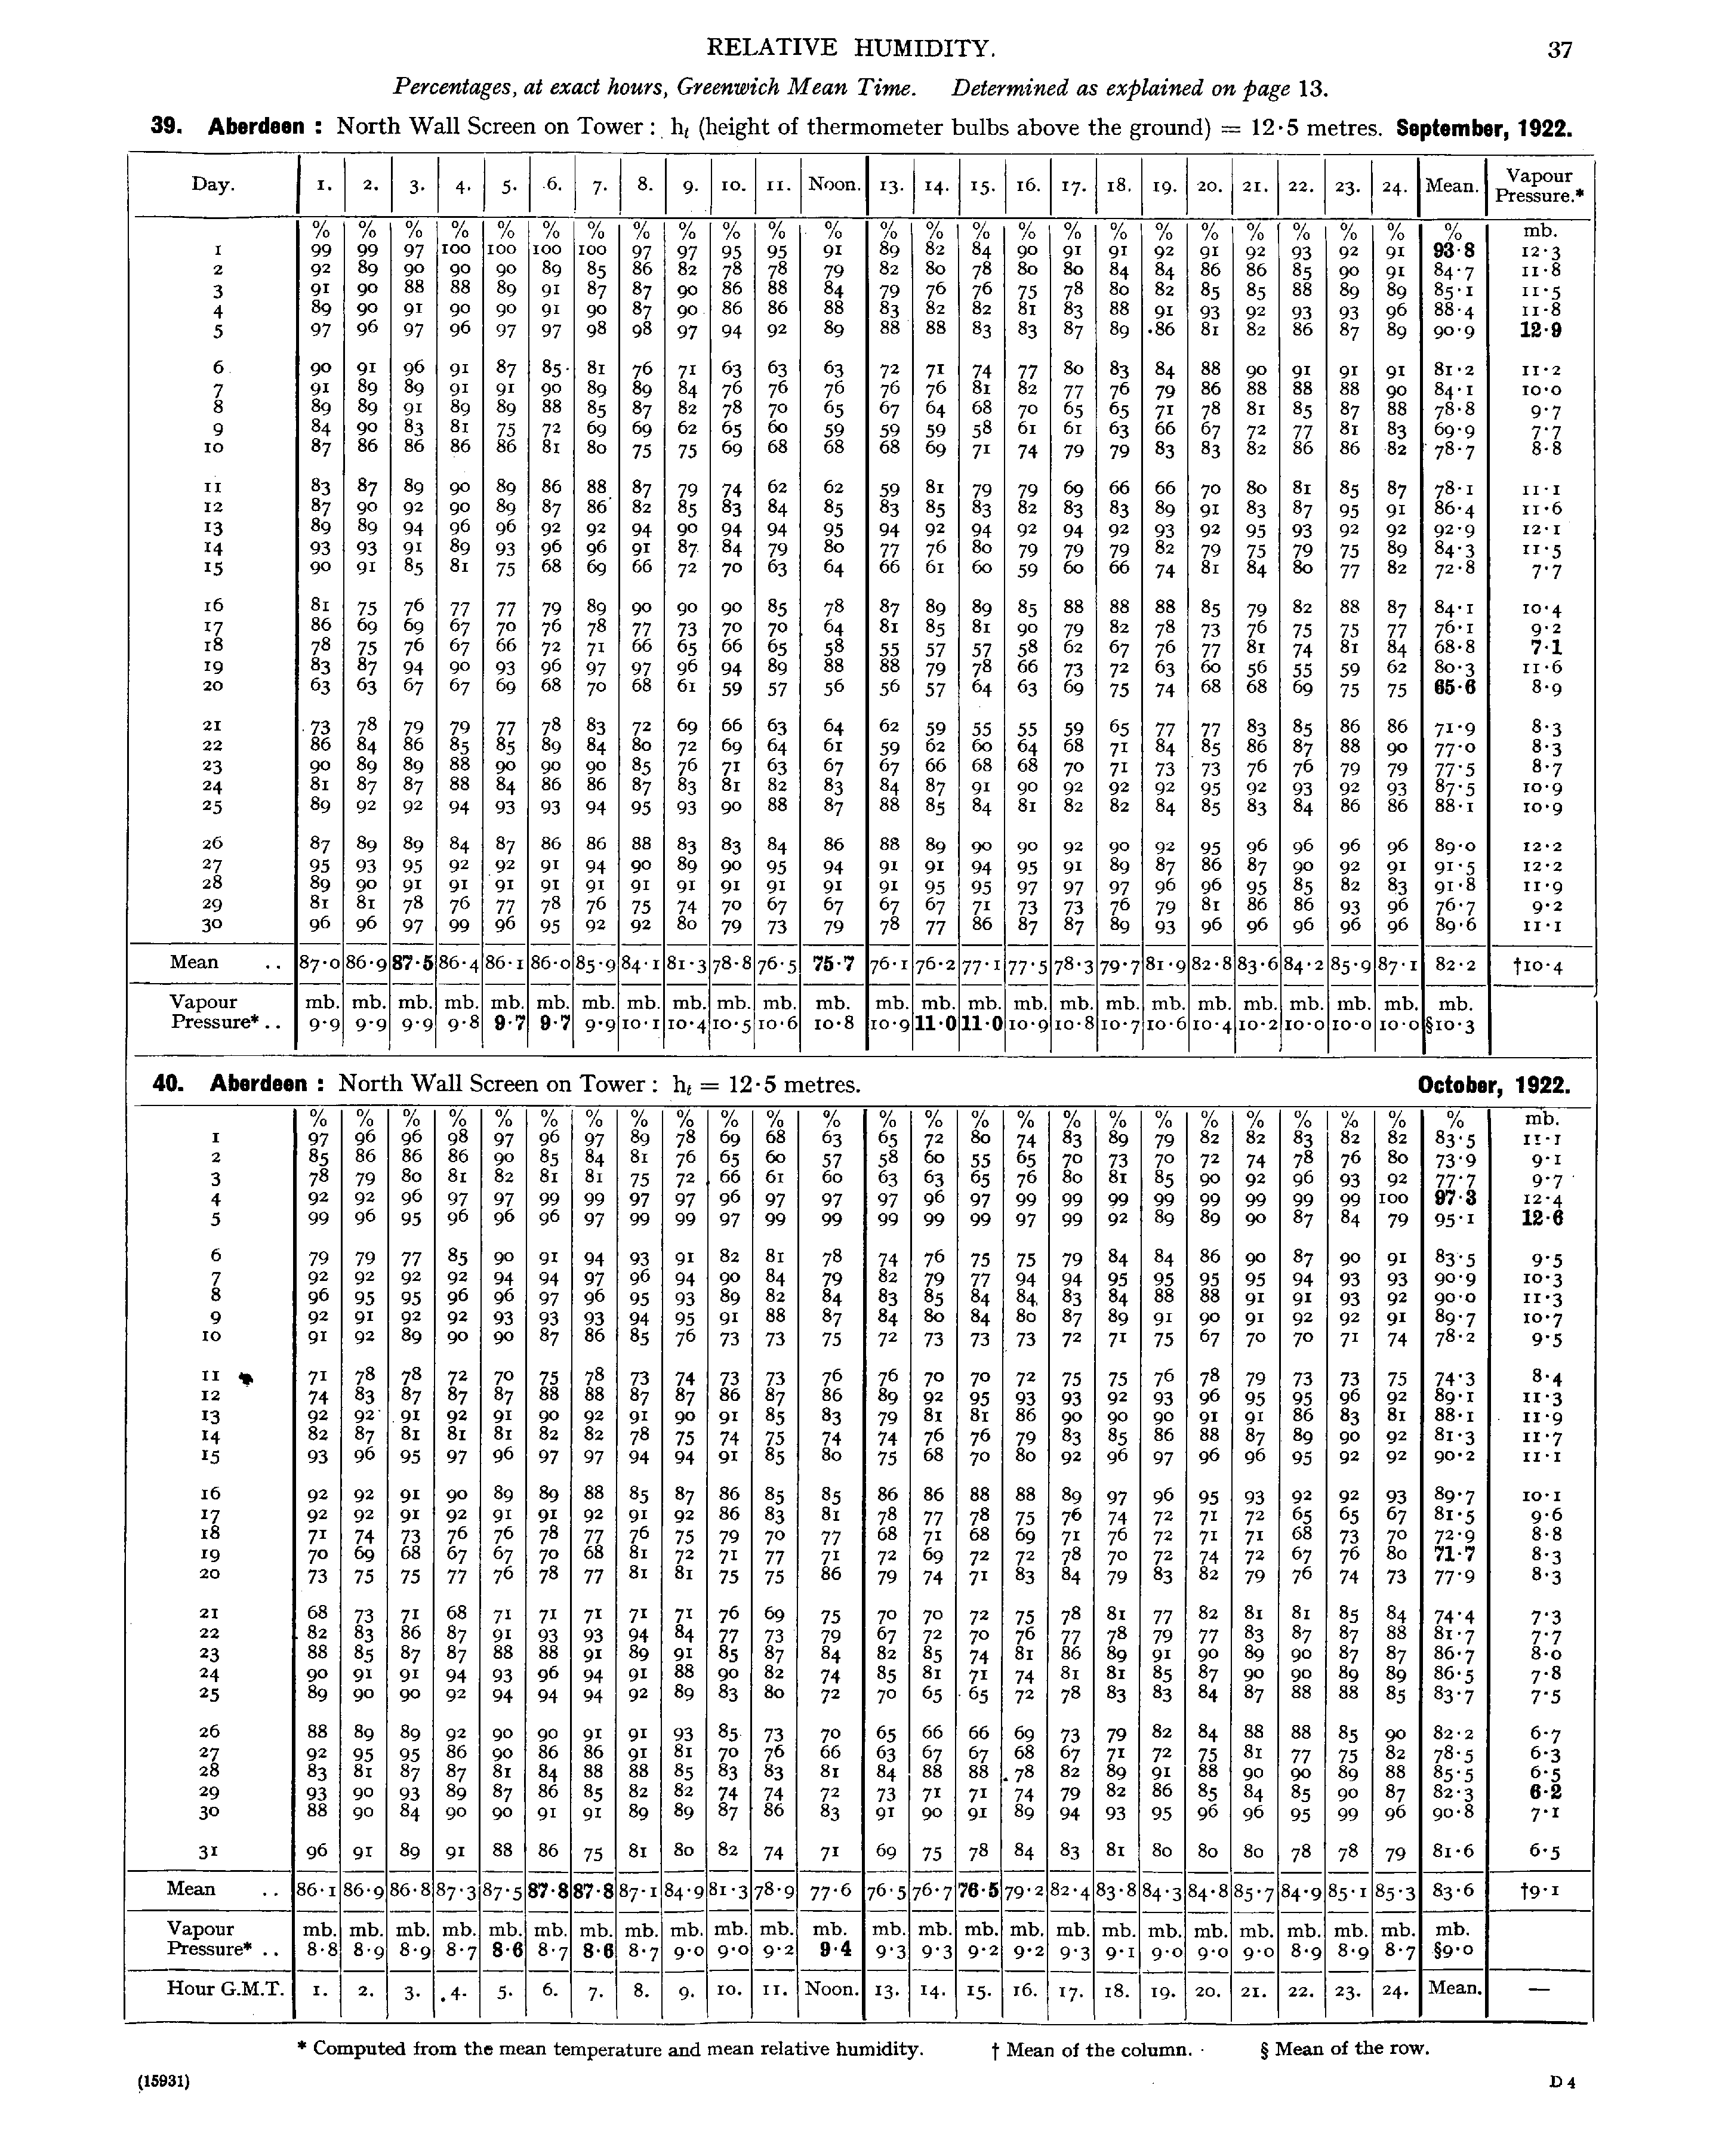 RELATIVE HUMIDITY.
37
Percentages, at exact hours, Greenwich Mean Time. Determined as explained on page 13.
39. Aberdeen : North Wall Screen on Tower : ht (height of thermometer bulbs above the ground) = 12·5 metres. September, 1922.
Day. 1. 2. 3. 4. 5. 6. 7. 8. 9. 10. 11. Noon. 13. 14. 15. 16. 17. 18. 19. 20. 21. 22. 23. 24. Mean. Vapour Pressure.*
% % % % % % % % % % % % % % % % % % % % % % % % % mb.
1 99 99 97 100 100 100 100 97 97 95 95 91 89 82 84 90 91 91 92 91 92 93 92 91 93·8 12·3
2 92 89 90 90 90 89 85 86 82 78 78 79 82 80 78 80 80 84 84 86 86 85 90 91 84·7 11·8
3 91 90 88 88 89 91 87 87 90 86 88 84 79 76 76 75 78 80 82 85 85 88 89 89 85·1 11·5
4 89 90 91 90 90 91 90 87 90 86 86 88 83 82 82 81 83 88 91 93 92 93 93 96 88·4 11·8
5 97 96 97 96 97 97 98 98 97 94 92 89 88 88 83 83 87 89 86 81 82 86 87 89 90·9 12·9
6 90 91 96 91 87 85 81 76 71 63 63 63 72 71 74 77 80 83 84 88 90 91 91 91 81·2 11·2
7 91 89 89 91 91 90 89 89 84 76 76 76 76 76 81 82 77 76 79 86 88 88 88 90 84·1 10·0
8 89 89 91 89 89 88 85 87 82 78 70 65 67 64 68 70 65 65 71 78 81 85 87 88 78·8 9·7
9 84 90 83 81 75 72 69 69 62 65 60 59 59 59 58 61 61 63 66 67 72 77 81 83 69·9 7·7
10 87 86 86 86 86 81 80 75 75 69 68 68 68 69 71 74 79 79 83 83 82 86 86 82 78·7 8·8
11 83 87 89 90 89 86 88 87 79 74 62 62 59 81 79 79 69 66 66 70 80 81 85 87 78·1 11·1
12 87 90 92 90 89 87 86 82 85 83 84 85 83 85 83 82 83 83 89 91 83 87 95 91 86·4 11·6
13 89 89 94 96 96 92 92 94 90 94 94 95 94 92 94 92 94 92 93 92 95 93 92 92 92·9 12·1
14 93 93 91 89 93 96 96 91 87 84 79 80 77 76 80 79 79 79 82 79 75 79 75 89 84·3 11·5
15 90 91 85 81 75 68 69 66 72 70 63 64 66 61 60 59 60 66 74 81 84 80 77 82 72·8 7·7
16 81 75 76 77 77 79 89 90 90 90 85 78 87 89 89 85 88 88 88 85 79 82 88 87 84·1 10·4
17 86 69 69 67 70 76 78 77 73 70 70 64 81 85 81 90 79 82 78 73 76 75 75 77 76·1 9·2
18 78 75 76 67 66 72 71 66 65 66 65 58 55 57 57 58 62 67 76 77 81 74 81 84 68·8 7·1
19 83 87 94 90 93 96 97 97 96 94 89 88 88 79 78 66 73 72 63 60 56 55 59 62 80·3 11·6
20 63 63 67 67 69 68 70 68 61 59 57 56 56 57 64 63 69 75 74 68 68 69 75 75 65·6 8·9
21 73 78 79 79 77 78 83 72 69 66 63 64 62 59 55 55 59 65 77 77 83 85 86 86 71·9 8·3
22 86 84 86 85 85 89 84 80 72 69 64 61 59 62 60 64 68 71 84 85 86 87 88 90 77·0 8·3
23 90 89 89 88 90 90 90 85 76 71 63 67 67 66 68 68 70 71 73 73 76 76 79 79 77·5 8·7
24 81 87 87 88 84 86 86 87 83 81 82 83 84 87 91 90 92 92 92 95 92 93 92 93 87·5 10·9
25 89 92 92 94 93 93 94 95 93 90 88 87 88 85 84 81 82 82 84 85 83 84 86 86 88·1 10·9
26 87 89 89 84 87 86 86 88 83 83 84 86 88 89 90 90 92 90 92 95 96 96 96 96 89·0 12·2
27 95 93 95 92 92 91 94 90 89 90 95 94 91 91 94 95 91 89 87 86 87 90 92 91 91·5 12·2
28 89 90 91 91 91 91 91 91 91 91 91 91 91 95 95 97 97 97 96 96 95 85 82 83 91·8 11·9
29 81 81 78 76 77 78 76 75 74 70 67 67 67 67 71 73 73 76 79 81 86 86 93 96 76·7 9·2
30 96 96 97 99 96 95 92 92 80 79 73 79 78 77 86 87 87 89 93 96 96 96 96 96 89·6 11·1
Mean .. 87·0 86·9 87·5 86·4 86·1 86·0 85·9 84·1 81·3 78·8 76·5 75·7 76·1 76·2 77·1 77·5 78·3 79·7 81·9 82·8 83·6 84·2 85·9 87·1 82·2 †10·4
Vapour mb. mb. mb. mb. mb. mb. mb. mb. mb. mb. mb. mb. mb. mb. mb. mb. mb. mb. mb. mb. mb. mb. mb. mb. mb.
Pressure* .. 9·9 9·9 9·9 9·8 9·7 9·7 9·9 10·1 10·4 10·5 10·6 10·8 10·9 11·0 11·0 10·9 10·8 10·7 10·6 10·4 10·2 10·0 10·0 10·0 §10·3
40. Aberdeen : North Wall Screen on Tower : ht = 12·5 metres. October, 1922.
% % % % % % % % % % % % % % % % % % % % % % % % % mb.
1 97 96 96 98 97 96 97 89 78 69 68 63 65 72 80 74 83 89 79 82 82 83 82 82 83·5 11·1
2 85 86 86 86 90 85 84 81 76 65 60 57 58 60 55 65 70 73 70 72 74 78 76 80 73·9 9·1
3 78 79 80 81 82 81 81 75 72 66 61 60 63 63 65 76 80 81 85 90 92 96 93 92 77·7 9·7
4 92 92 96 97 97 99 99 97 97 96 97 97 97 96 97 99 99 99 99 99 99 99 99 100 97·3 12·4
5 99 96 95 96 96 96 97 99 99 97 99 99 99 99 99 97 99 92 89 89 90 87 84 79 95·1 12·6
6 79 79 77 85 90 91 94 93 91 82 81 78 74 76 75 75 79 84 84 86 90 87 90 91 83·5 9·5
7 92 92 92 92 94 94 97 96 94 90 84 79 82 79 77 94 94 95 95 95 95 94 93 93 90·9 10·3
8 96 95 95 96 96 97 96 95 93 89 82 84 83 85 84 84 83 84 88 88 91 91 93 92 90·0 11·3
9 92 91 92 92 93 93 93 94 95 91 88 87 84 80 84 80 87 89 91 90 91 92 92 91 89·7 10·7
10 91 92 89 90 90 87 86 85 76 73 73 75 72 73 73 73 72 71 75 67 70 70 71 74 78·2 9·5
11 71 78 78 72 70 75 78 73 74 73 73 76 76 70 70 72 75 75 76 78 79 73 73 75 74·3 8·4
12 74 83 87 87 87 88 88 87 87 86 87 86 89 92 95 93 93 92 93 96 95 95 96 92 89·1 11·3
13 92 92 91 92 91 90 92 91 90 91 85 83 79 81 81 86 90 90 90 91 91 86 83 81 88·1 11·9
14 82 87 81 81 81 82 82 78 75 74 75 74 74 76 76 79 83 85 86 88 87 89 90 92 81·3 11·7
15 93 96 95 97 96 97 97 94 94 91 85 80 75 68 70 80 92 96 97 96 96 95 92 92 90·2 11·1
16 92 92 91 90 89 89 88 85 87 86 85 85 86 86 88 88 89 97 96 95 93 92 92 93 89·7 10·1
17 92 92 91 92 91 91 92 91 92 86 83 81 78 77 78 75 76 74 72 71 72 65 65 67 81·5 9·6
18 71 74 73 76 76 78 77 76 75 79 70 77 68 71 68 69 71 76 72 71 71 68 73 70 72·9 8·8
19 70 69 68 67 67 70 68 81 72 71 77 71 72 69 72 72 78 70 72 74 72 67 76 80 71·7 8·3
20 73 75 75 77 76 78 77 81 81 75 75 86 79 74 71 83 84 79 83 82 79 76 74 73 77·9 8·3
21 68 73 71 68 71 71 71 71 71 76 69 75 70 70 72 75 78 81 77 82 81 81 85 84 74·4 7·3
22 82 83 86 87 91 93 93 94 84 77 73 79 67 72 70 76 77 78 79 77 83 87 87 88 81·7 7·7
23 88 85 87 87 88 88 91 89 91 85 87 84 82 85 74 81 86 89 91 90 89 90 87 87 86·7 8·0
24 90 91 91 94 93 96 94 91 88 90 82 74 85 81 71 74 81 81 85 87 90 90 89 89 86·5 7·8
25 89 90 90 92 94 94 94 92 89 83 80 72 70 65 65 72 78 83 83 84 87 88 88 85 83·7 7·5
26 88 89 89 92 90 90 91 91 93 85 73 70 65 66 66 69 73 79 82 84 88 88 85 90 82·2 6·7
27 92 95 95 86 90 86 86 91 81 70 76 66 63 67 67 68 67 71 72 75 81 77 75 82 78·5 6·3
28 83 81 87 87 81 84 88 88 85 83 83 81 84 88 88 78 82 89 91 88 90 90 89 88 85·5 6·5
29 93 90 93 89 87 86 85 82 82 74 74 72 73 71 71 74 79 82 86 85 84 85 90 87 82·3 6·2
30 88 90 84 90 90 91 91 89 89 87 86 83 91 90 91 89 94 93 95 96 96 95 99 96 90·8 7·1
31 96 91 89 91 88 86 75 81 80 82 74 71 69 75 78 84 83 81 80 80 80 78 78 79 81·6 6·5
Mean .. 86·1 86·9 86·8 87·3 87·5 87·8 87·8 87·1 84·9 81·3 78·9 77·6 76·5 76·7 76·5 79·2 82·4 83·8 84·3 84·8 85·7 84·9 85·1 85·3 83·6 †9·1
Vapour mb. mb. mb. mb. mb. mb. mb. mb. mb. mb. mb. mb. mb. mb. mb. mb. mb. mb. mb. mb. mb. mb. mb. mb. mb.
Pressure* .. 8·8 8·9 8·9 8·7 8·6 8·7 8·6 8·7 9·0 9·0 9·2 9·4 9·3 9·3 9·2 9·2 9·3 9·1 9·0 9·0 9·0 8·9 8·9 8·7 §9·0
Hour G.M.T. 1. 2. 3. 4. 5. 6. 7. 8. 9. 10. 11. Noon. 13. 14. 15. 16. 17. 18. 19. 20. 21. 22. 23. 24. Mean. —
* Computed from the mean temperature and mean relative humidity. † Mean of the column. § Mean of the row.
(15931)
D 4